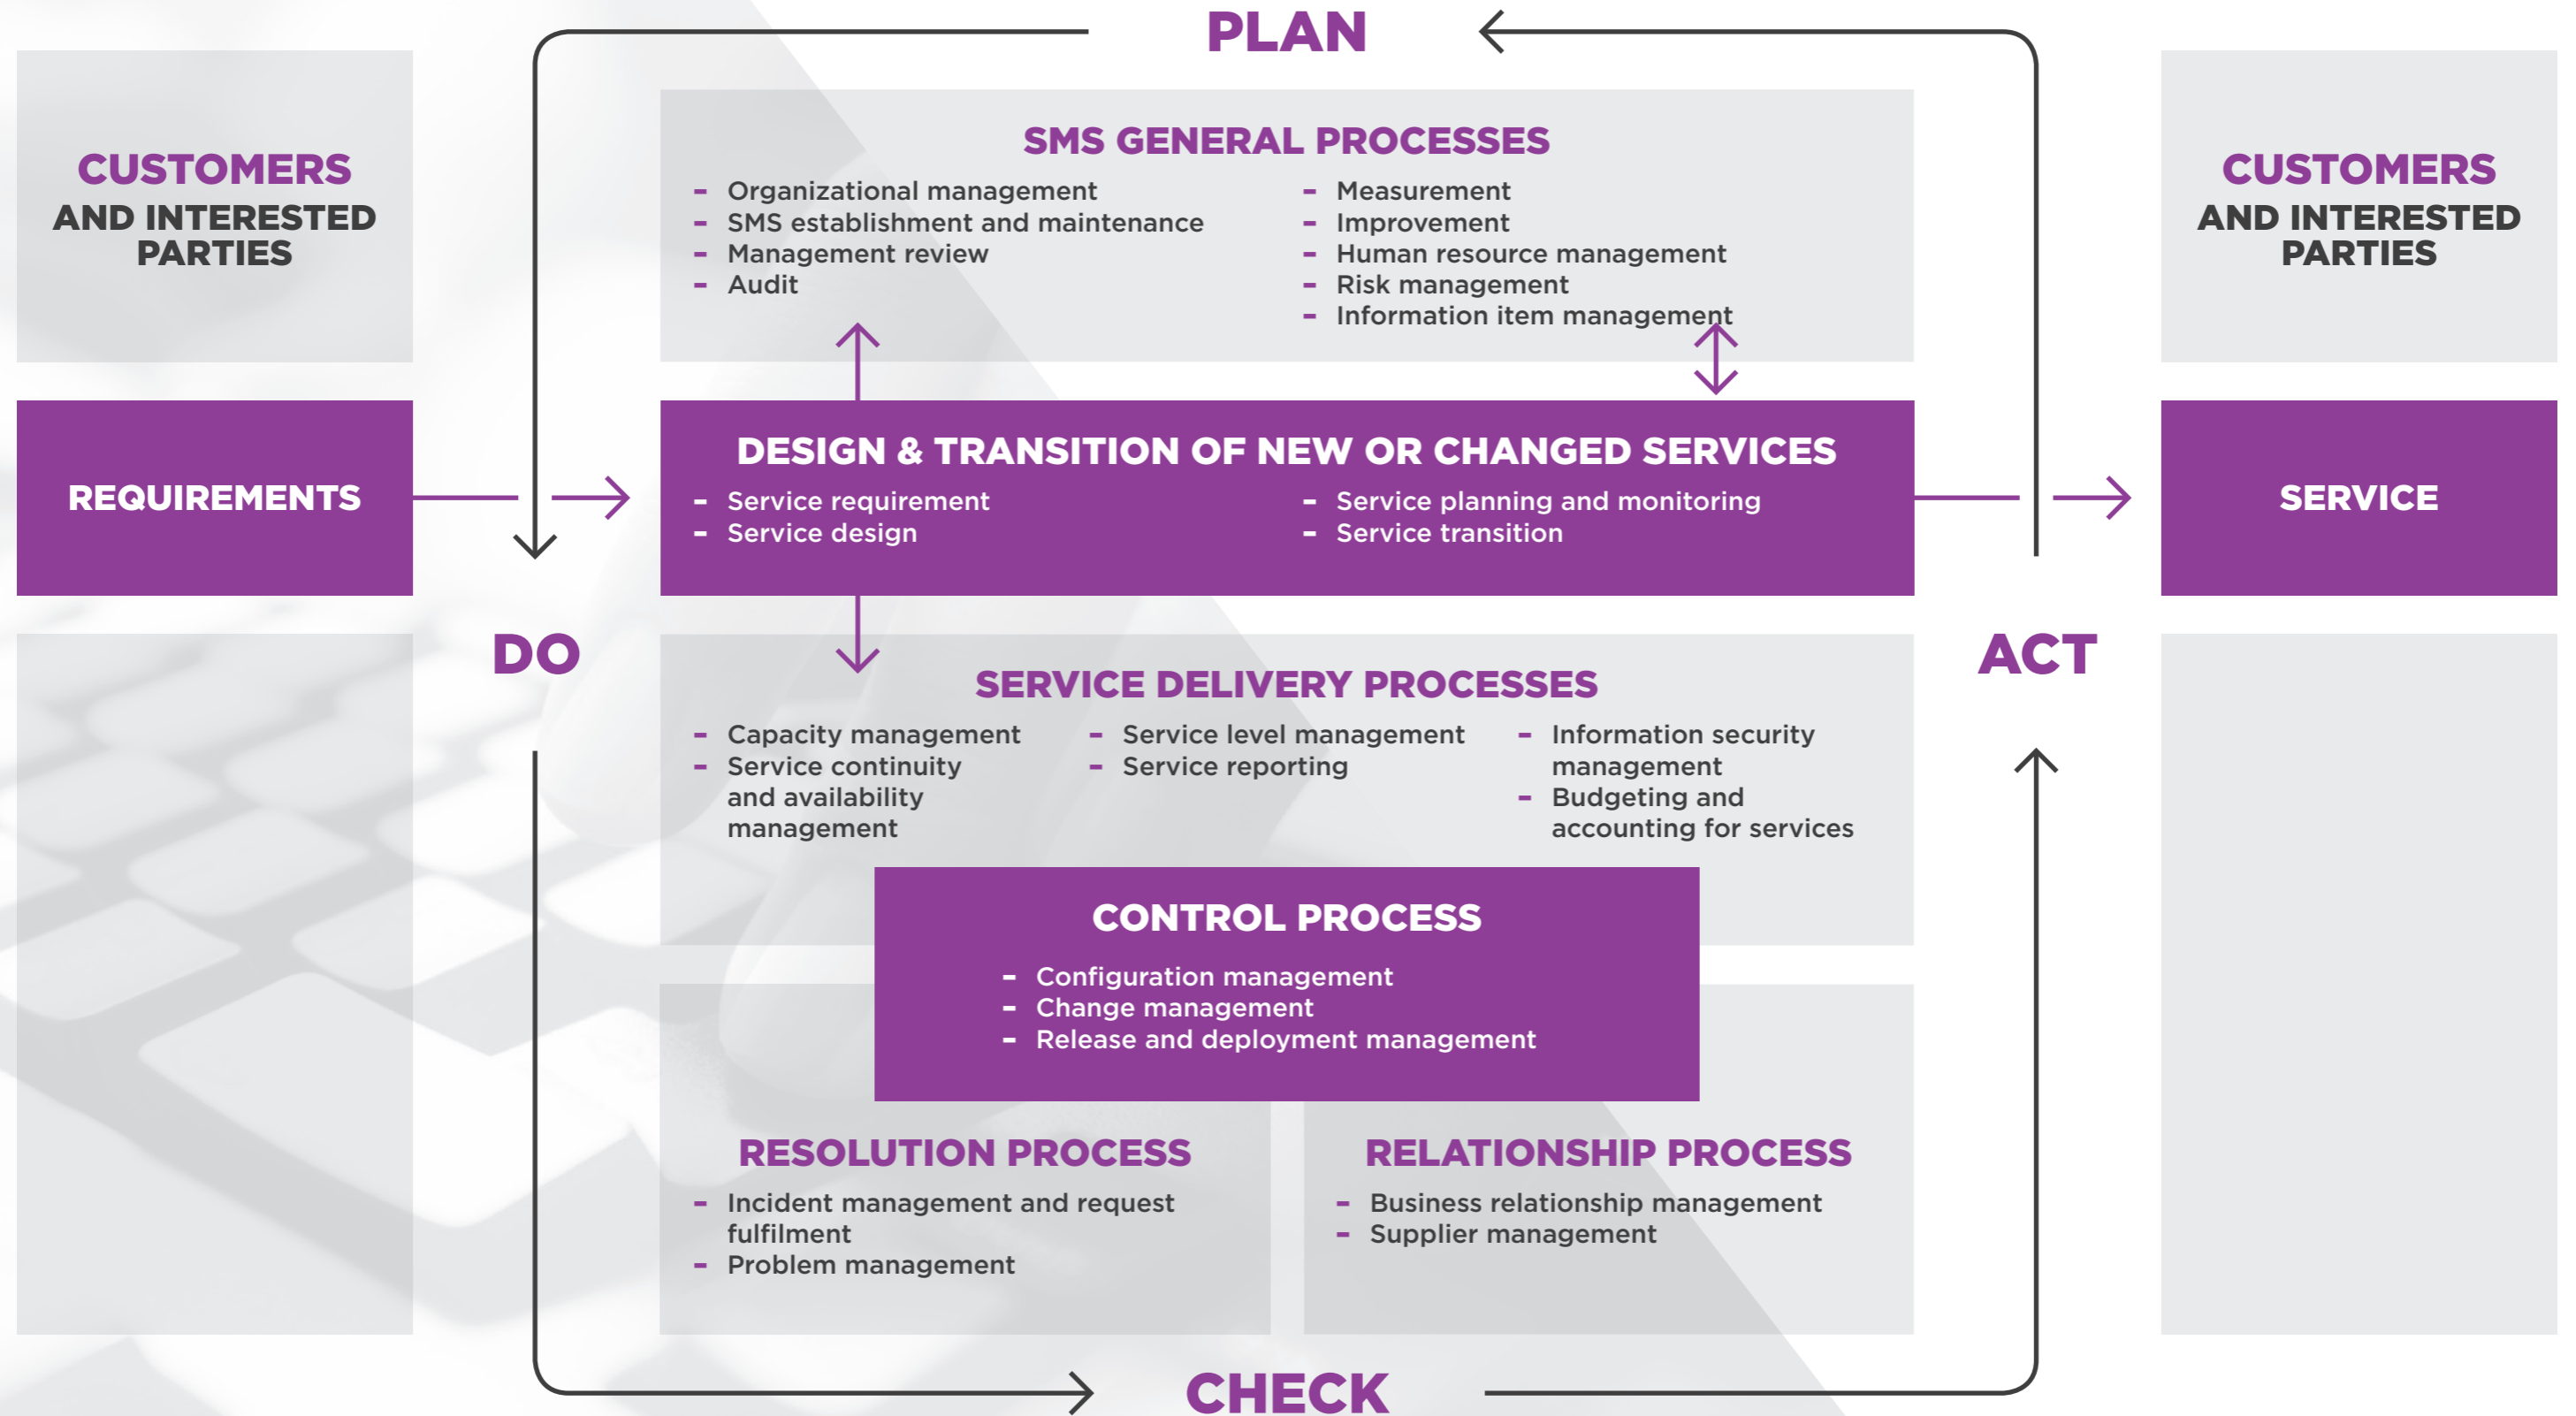 PLAN
CUSTOMERS
AND INTERESTED
PARTIES
SMS GENERAL PROCESSES
- Organizational management
- SMS establishment and maintenance
- Management review
- Audit
- Measurement
- Improvement
- Human resource management
- Risk management
- Information item management
CUSTOMERS
AND INTERESTED
PARTIES
REQUIREMENTS
DESIGN & TRANSITION OF NEW OR CHANGED SERVICES
- Service requirement
- Service design
- Service planning and monitoring
- Service transition
SERVICE
DO
ACT
SERVICE DELIVERY PROCESSES
- Capacity management
- Service continuity
and availability
management
- Service level management
- Service reporting
- Information security
management
- Budgeting and
accounting for services
CONTROL PROCESS
- Configuration management
- Change management
- Release and deployment management
RESOLUTION PROCESS
- Incident management and request
fulfilment
- Problem management
RELATIONSHIP PROCESS
- Business relationship management
- Supplier management
CHECK